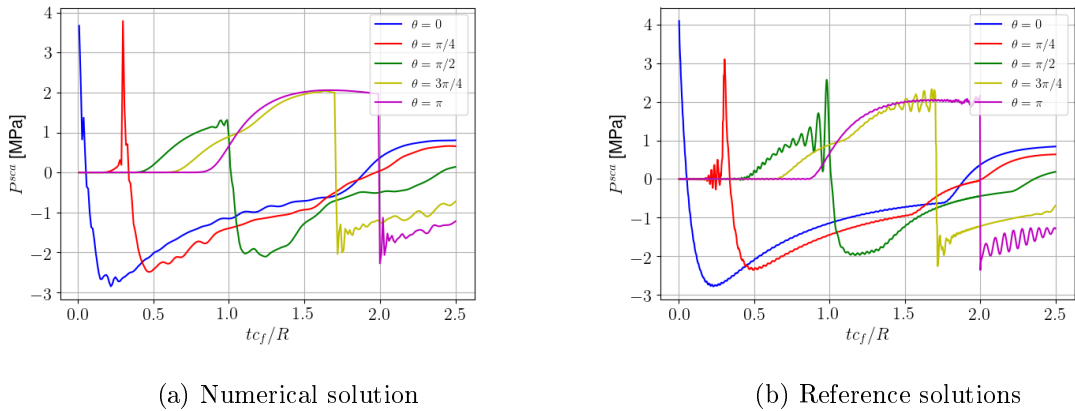 4
3
2
1
0
−1
−2
−3
P^{sca} [MPa]
0.0 0.5 1.0 1.5 2.0 2.5
tc_f/R
θ = 0
θ = π/4
θ = π/2
θ = 3π/4
θ = π
(a) Numerical solution
4
3
2
1
0
−1
−2
−3
P^{sca} [MPa]
0.0 0.5 1.0 1.5 2.0 2.5
tc_f/R
θ = 0
θ = π/4
θ = π/2
θ = 3π/4
θ = π
(b) Reference solutions